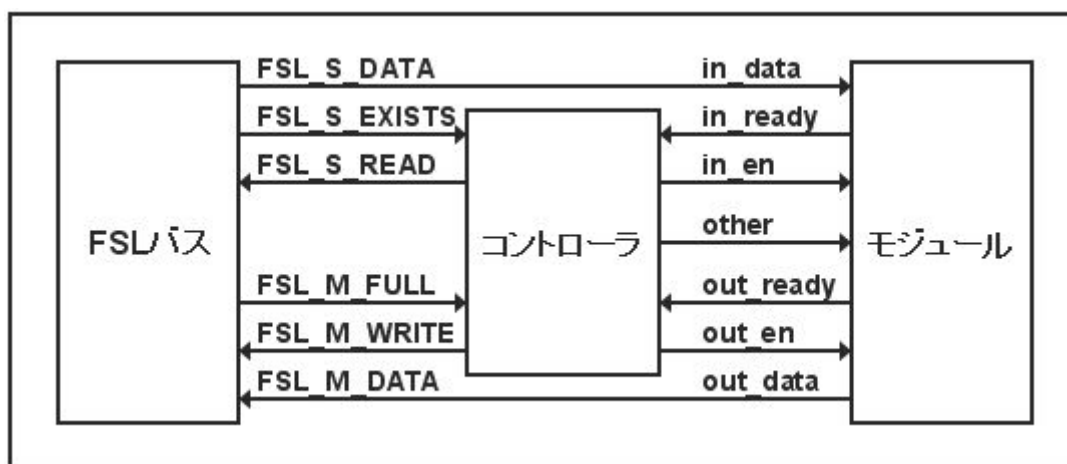 FSL_S_DATA in_data
FSL_S_EXISTS in_ready
FSL_S_READ in_en
other
FSLバス コントローラ モジュール
FSL_M_FULL out_ready
FSL_M_WRITE out_en
FSL_M_DATA out_data